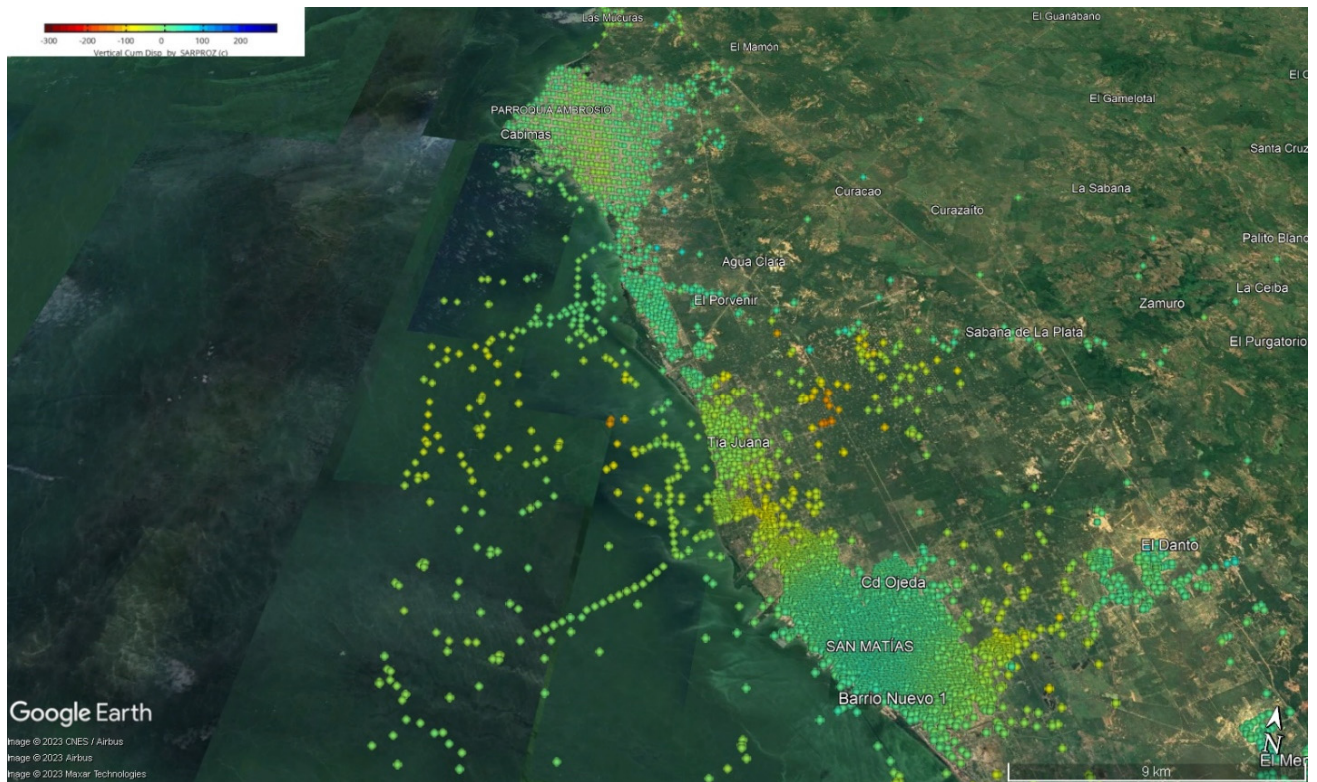 -300 -200 -100 0 100 200
Vertical Cum Disp by SARPROZ (c)
Las Mucuras
El Guanábano
El Mamón
PARROQUIA AMBROSIO
El Gamelotal
Cabimas
Santa Cruz
Curacao
La Sabana
Curazaíto
Palito Blanc
Agua Clara
La Ceiba
El Porvenir
Zamuro
Sabana de La Plata
El Purgatorio
Tia Juana
El Danto
Cd Ojeda
SAN MATÍAS
Barrio Nuevo 1
Google Earth
N
Image © 2023 CNES / Airbus
Image © 2023 Airbus
Image © 2023 Maxar Technologies
9 km